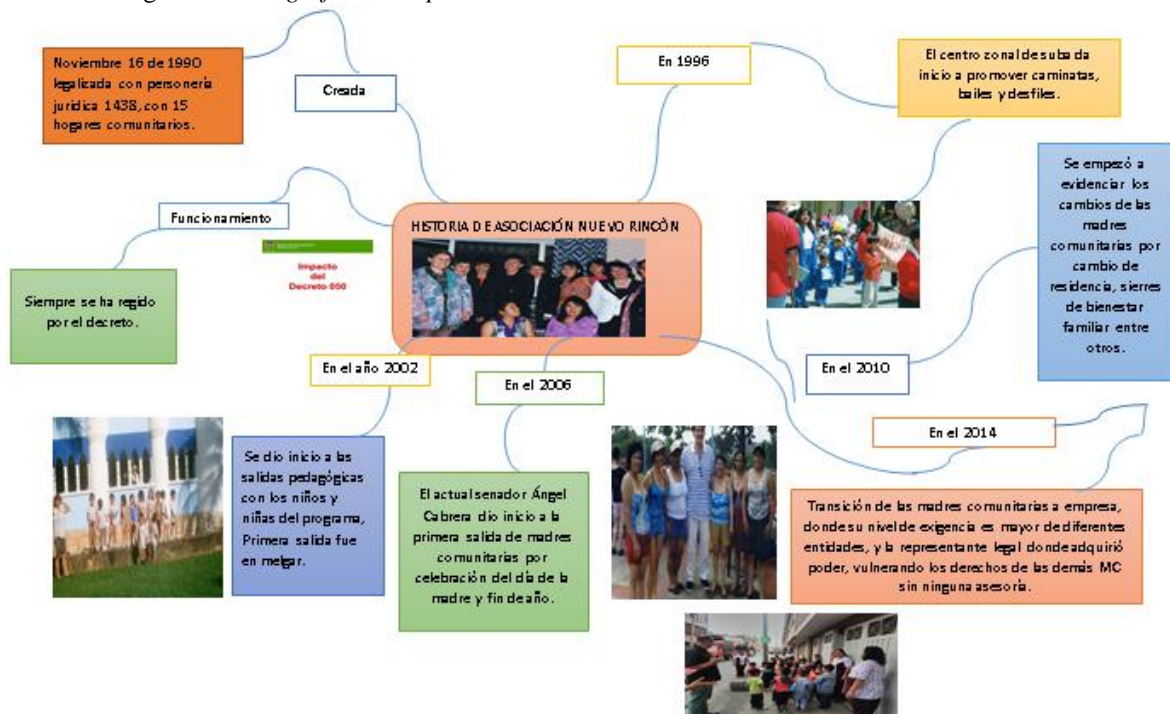 Noviembre 16 de 1990
legalizada con personería
jurídica 1438, con 15
hogares comunitarios.
Creada
En 1996
El centro zonal de suba da
inicio a promover caminatas,
bailes y desfiles.
Se empezó a
evidenciar los
cambios de las
madres
comunitarias por
cambio de
residencia, sierres
de bienestar
familiar entre
otros.
Funcionamiento
HISTORIA DE ASOCIACIÓN NUEVO RINCÓN
Impacto
del
Decreto 050
Siempre se ha regido
por el decreto.
En el año 2002
En el 2006
En el 2010
En el 2014
Se dio inicio a las
salidas pedagógicas
con los niños y
niñas del programa,
Primera salida fue
en melgar.
El actual senador Ángel
Cabrera dio inicio a la
primera salida de madres
comunitarias por
celebración del día de la
madre y fin de año.
Transición de las madres comunitarias a empresa,
donde su nivel de exigencia es mayor de diferentes
entidades, y la representante legal donde adquirió
poder, vulnerando los derechos de las demás MC
sin ninguna asesoría.